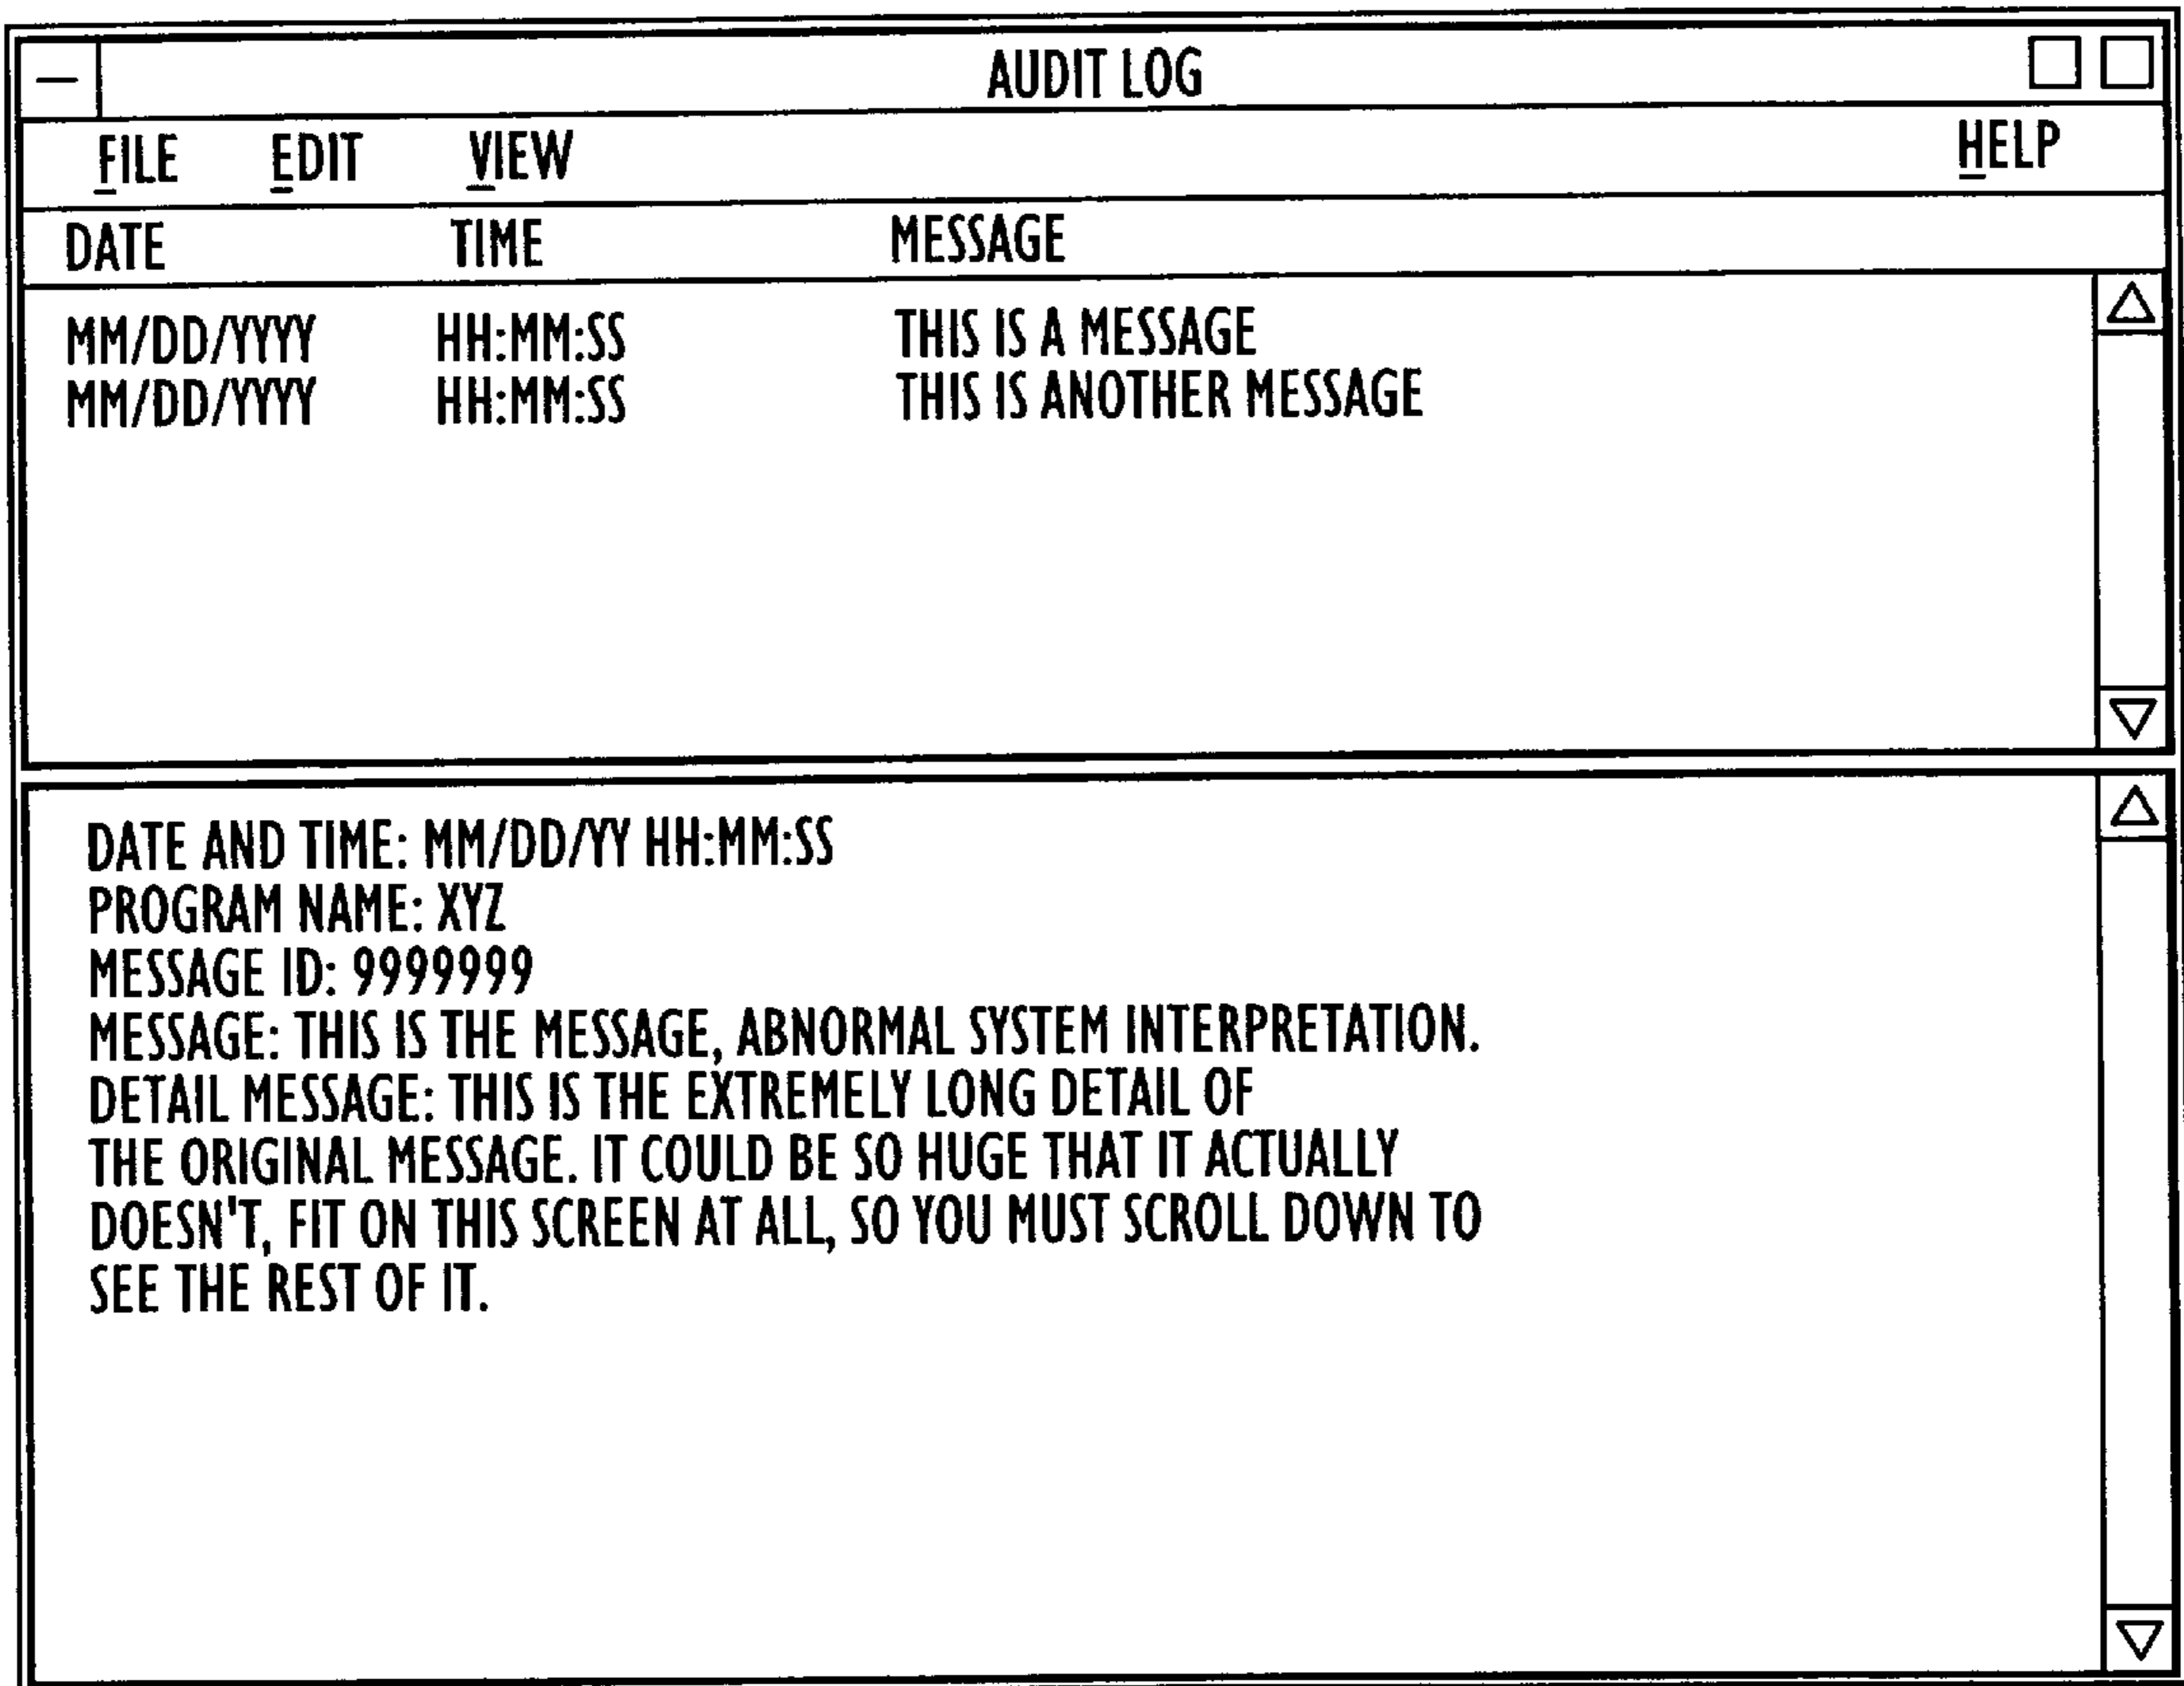 AUDIT LOG
FILE EDIT VIEW HELP
DATE TIME MESSAGE
MM/DD/YYYY HH:MM:SS THIS IS A MESSAGE
MM/DD/YYYY HH:MM:SS THIS IS ANOTHER MESSAGE
DATE AND TIME: MM/DD/YY HH:MM:SS
PROGRAM NAME: XYZ
MESSAGE ID: 9999999
MESSAGE: THIS IS THE MESSAGE, ABNORMAL SYSTEM INTERPRETATION.
DETAIL MESSAGE: THIS IS THE EXTREMELY LONG DETAIL OF
THE ORIGINAL MESSAGE. IT COULD BE SO HUGE THAT IT ACTUALLY
DOESN'T, FIT ON THIS SCREEN AT ALL, SO YOU MUST SCROLL DOWN TO
SEE THE REST OF IT.